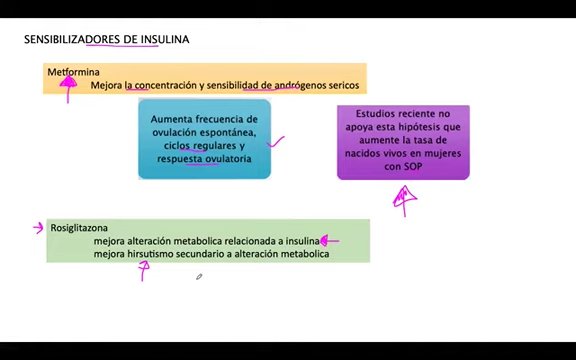 SENSIBILIZADORES DE INSULINA
Metformina
Mejora la concentración y sensibilidad de andrógenos sericos
Aumenta frecuencia de
ovulación espontánea,
ciclos regulares y
respuesta ovulatoria
Estudios reciente no
apoya esta hipótesis que
aumente la tasa de
nacidos vivos en mujeres
con SOP
Rosiglitazona
mejora alteración metabolica relacionada a insulina
mejora hirsutismo secundario a alteración metabolica